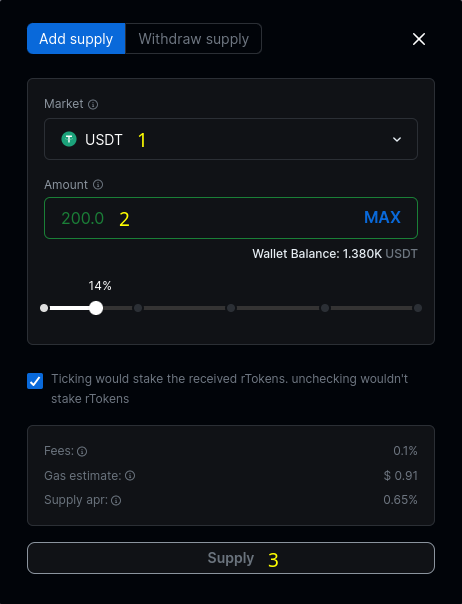 Add supply Withdraw supply
Market
USDT 1
Amount
200.0 2 MAX
Wallet Balance: 1.380K USDT
14%
Ticking would stake the received rTokens. unchecking wouldn't
stake rTokens
Fees: 0.1%
Gas estimate: $ 0.91
Supply apr: 0.65%
Supply 3